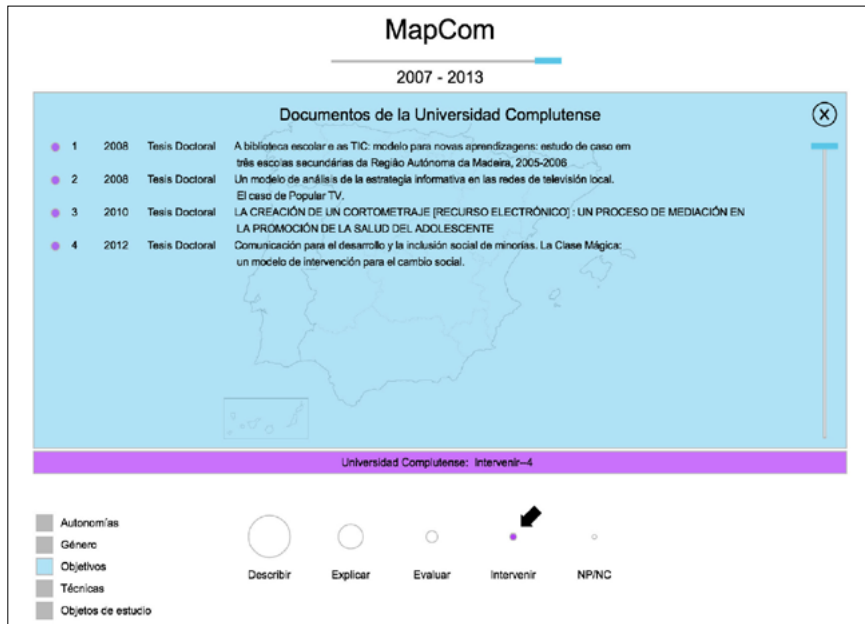 MapCom
2007 - 2013
Documentos de la Universidad Complutense
1 2008 Tesis Doctoral A biblioteca escolar e as TIC: modelo para novas aprendizagens: estudo de caso em
três escolas secundárias da Região Autónoma da Madeira, 2005-2006
2 2008 Tesis Doctoral Un modelo de análisis de la estrategia informativa en las redes de televisión local.
El caso de Popular TV.
3 2010 Tesis Doctoral LA CREACIÓN DE UN CORTOMETRAJE [RECURSO ELECTRÓNICO] : UN PROCESO DE MEDIACIÓN EN
LA PROMOCIÓN DE LA SALUD DEL ADOLESCENTE
4 2012 Tesis Doctoral Comunicación para el desarrollo y la inclusión social de minorías. La Clase Mágica:
un modelo de intervención para el cambio social.
Universidad Complutense: Intervenir--4
Autonomías
Género
Objetivos
Técnicas
Objetos de estudio
Describir Explicar Evaluar Intervenir NP/NC